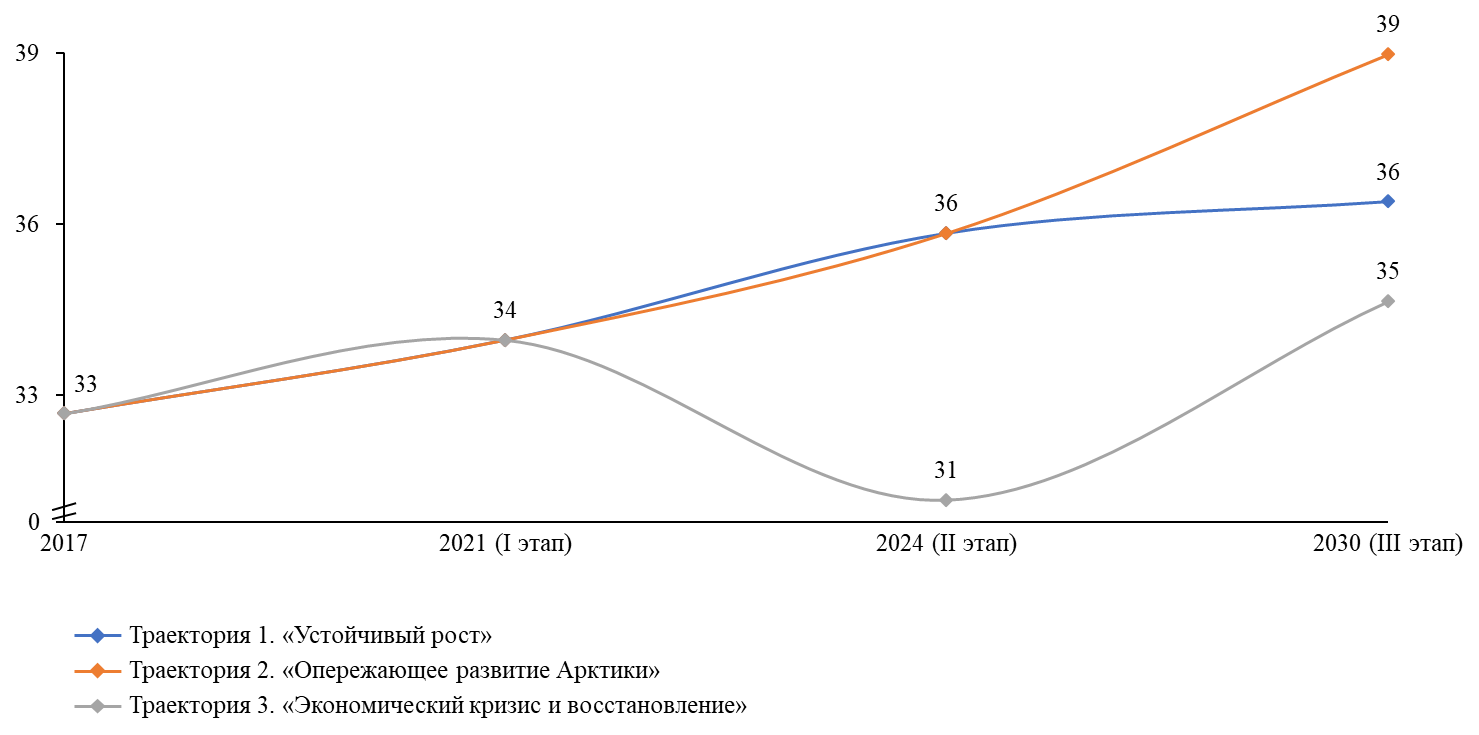 39
39
36
36
36
35
34
33
33
31
0
2017
2021 (I этап)
2024 (II этап)
2030 (III этап)
Траектория 1. «Устойчивый рост»
Траектория 2. «Опережающее развитие Арктики»
Траектория 3. «Экономический кризис и восстановление»